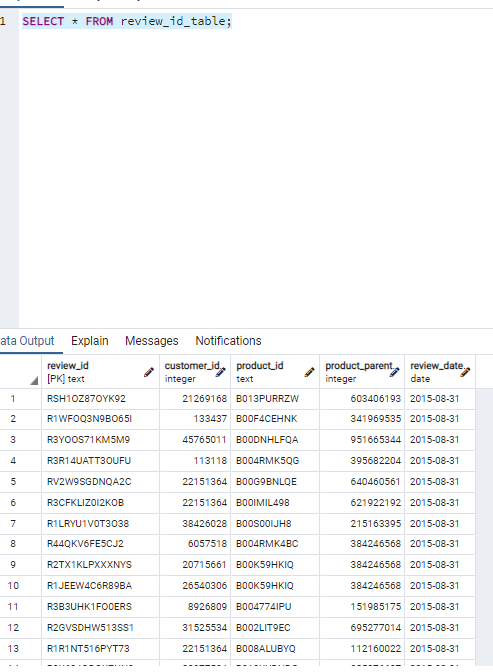 1 SELECT * FROM review_id_table;
ata Output Explain Messages Notifications
review_id customer_id product_id product_parent review_date
[PK] text integer text integer date
1 RSH1OZ87OYK92 21269168 B013PURRZW 603406193 2015-08-31
2 R1WFOQ3N9BO65I 133437 B00F4CEHNK 341969535 2015-08-31
3 R3YOOS71KM5M9 45765011 B00DNHLFQA 951665344 2015-08-31
4 R3R14UATT3OUFU 113118 B004RMK5QG 395682204 2015-08-31
5 RV2W9SGDNQA2C 22151364 B00G9BNLQE 640460561 2015-08-31
6 R3CFKLIZ0I2KOB 22151364 B00IMIL498 621922192 2015-08-31
7 R1LRYU1V0T3O38 38426028 B00S00IJH8 215163395 2015-08-31
8 R44QKV6FE5CJ2 6057518 B004RMK4BC 384246568 2015-08-31
9 R2TX1KLPXXXNYS 20715661 B00K59HKIQ 384246568 2015-08-31
10 R1JEEW4C6R89BA 26540306 B00K59HKIQ 384246568 2015-08-31
11 R3B3UHK1FO0ERS 8926809 B004774IPU 151985175 2015-08-31
12 R2GVSDHW513SS1 31525534 B002LIT9EC 695277014 2015-08-31
13 R1R1NT516PYT73 22151364 B008ALUBYQ 112160022 2015-08-31